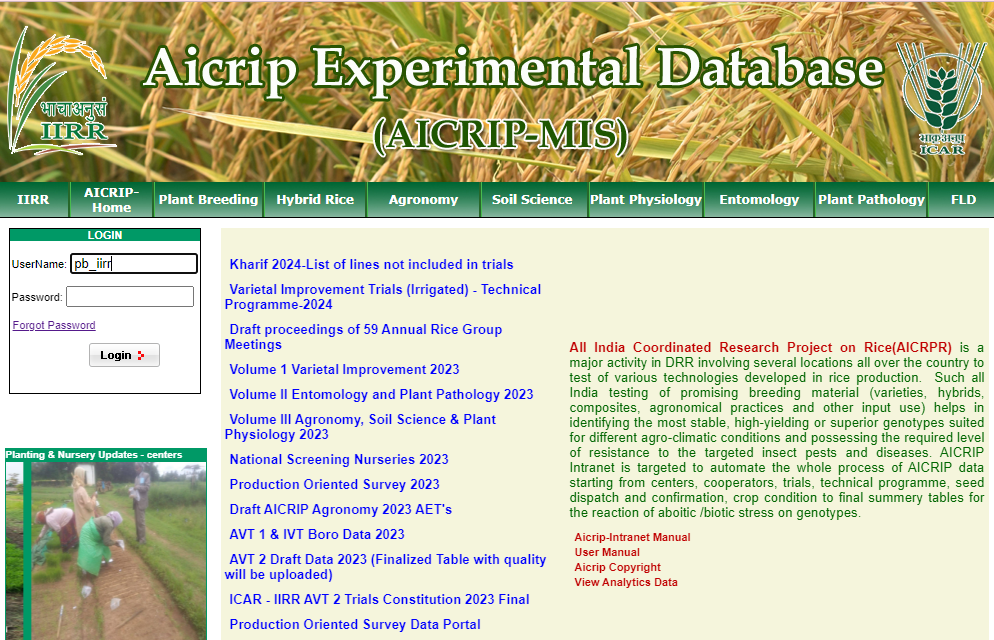 Aicrip Experimental Database
(AICRIP-MIS)
भाचाअनुसं
IIRR
भाकृअनुप
ICAR
IIRR
AICRIP-
Home
Plant Breeding
Hybrid Rice
Agronomy
Soil Science
Plant Physiology
Entomology
Plant Pathology
FLD
LOGIN
UserName: pb_iirr
Password:
Forgot Password
Login
Planting & Nursery Updates - centers
Kharif 2024-List of lines not included in trials
Varietal Improvement Trials (Irrigated) - Technical
Programme-2024
Draft proceedings of 59 Annual Rice Group
Meetings
Volume 1 Varietal Improvement 2023
Volume II Entomology and Plant Pathology 2023
Volume III Agronomy, Soil Science & Plant
Physiology 2023
National Screening Nurseries 2023
Production Oriented Survey 2023
Draft AICRIP Agronomy 2023 AET's
AVT 1 & IVT Boro Data 2023
AVT 2 Draft Data 2023 (Finalized Table with quality
will be uploaded)
ICAR - IIRR AVT 2 Trials Constitution 2023 Final
Production Oriented Survey Data Portal
All India Coordinated Research Project on Rice(AICRPR) is a
major activity in DRR involving several locations all over the country to
test of various technologies developed in rice production. Such all
India testing of promising breeding material (varieties, hybrids,
composites, agronomical practices and other input use) helps in
identifying the most stable, high-yielding or superior genotypes suited
for different agro-climatic conditions and possessing the required level
of resistance to the targeted insect pests and diseases. AICRIP
Intranet is targeted to automate the whole process of AICRIP data
starting from centers, cooperators, trials, technical programme, seed
dispatch and confirmation, crop condition to final summery tables for
the reaction of aboitic /biotic stress on genotypes.
Aicrip-Intranet Manual
User Manual
Aicrip Copyright
View Analytics Data